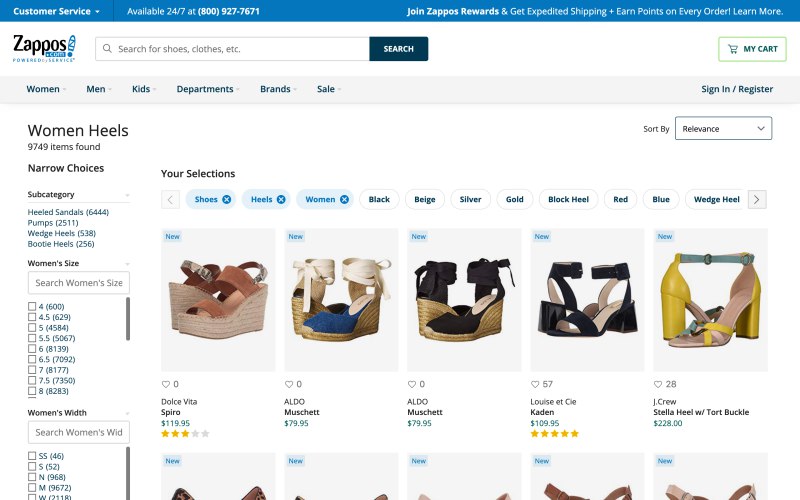 Customer Service
Available 24/7 at (800) 927-7671
Join Zappos Rewards & Get Expedited Shipping + Earn Points on Every Order! Learn More.
Zappos
.com
POWERED by SERVICE
Search for shoes, clothes, etc.
SEARCH
MY CART
Women
Men
Kids
Departments
Brands
Sale
Sign In / Register
Women Heels
9749 items found
Sort By
Relevance
Narrow Choices
Your Selections
Shoes
Heels
Women
Black
Beige
Silver
Gold
Block Heel
Red
Blue
Wedge Heel
Subcategory
Heeled Sandals (6444)
Pumps (2511)
Wedge Heels (538)
Bootie Heels (256)
Women's Size
Search Women's Size
4 (600)
4.5 (629)
5 (4584)
5.5 (5067)
6 (8139)
6.5 (7092)
7 (8177)
7.5 (7350)
8 (8283)
Women's Width
Search Women's Wid
SS (46)
S (52)
N (968)
M (9672)
W (2118)
New
0
Dolce Vita
Spiro
$119.95
New
0
ALDO
Muschett
$79.95
New
0
ALDO
Muschett
$79.95
New
57
Louise et Cie
Kaden
$109.95
New
28
J.Crew
Stella Heel w/ Tort Buckle
$228.00
New
New
New
New
New